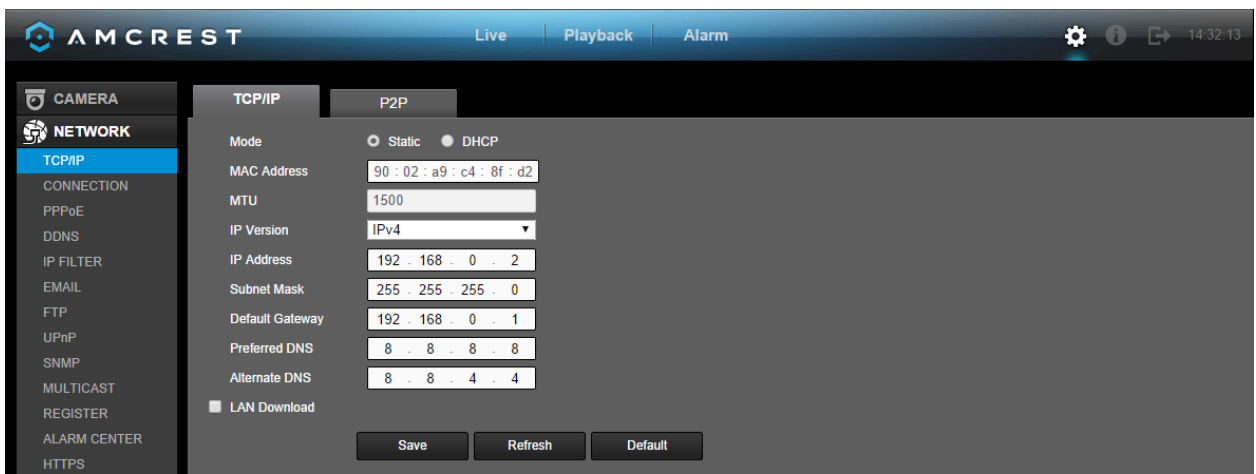 AMCREST Live Playback Alarm 14:32:13
CAMERA
NETWORK
TCP/IP
CONNECTION
PPPoE
DDNS
IP FILTER
EMAIL
FTP
UPnP
SNMP
MULTICAST
REGISTER
ALARM CENTER
HTTPS
TCP/IP P2P
Mode Static DHCP
MAC Address 90 : 02 : a9 : c4 : 8f : d2
MTU 1500
IP Version IPv4
IP Address 192 . 168 . 0 . 2
Subnet Mask 255 . 255 . 255 . 0
Default Gateway 192 . 168 . 0 . 1
Preferred DNS 8 . 8 . 8 . 8
Alternate DNS 8 . 8 . 4 . 4
LAN Download
Save Refresh Default